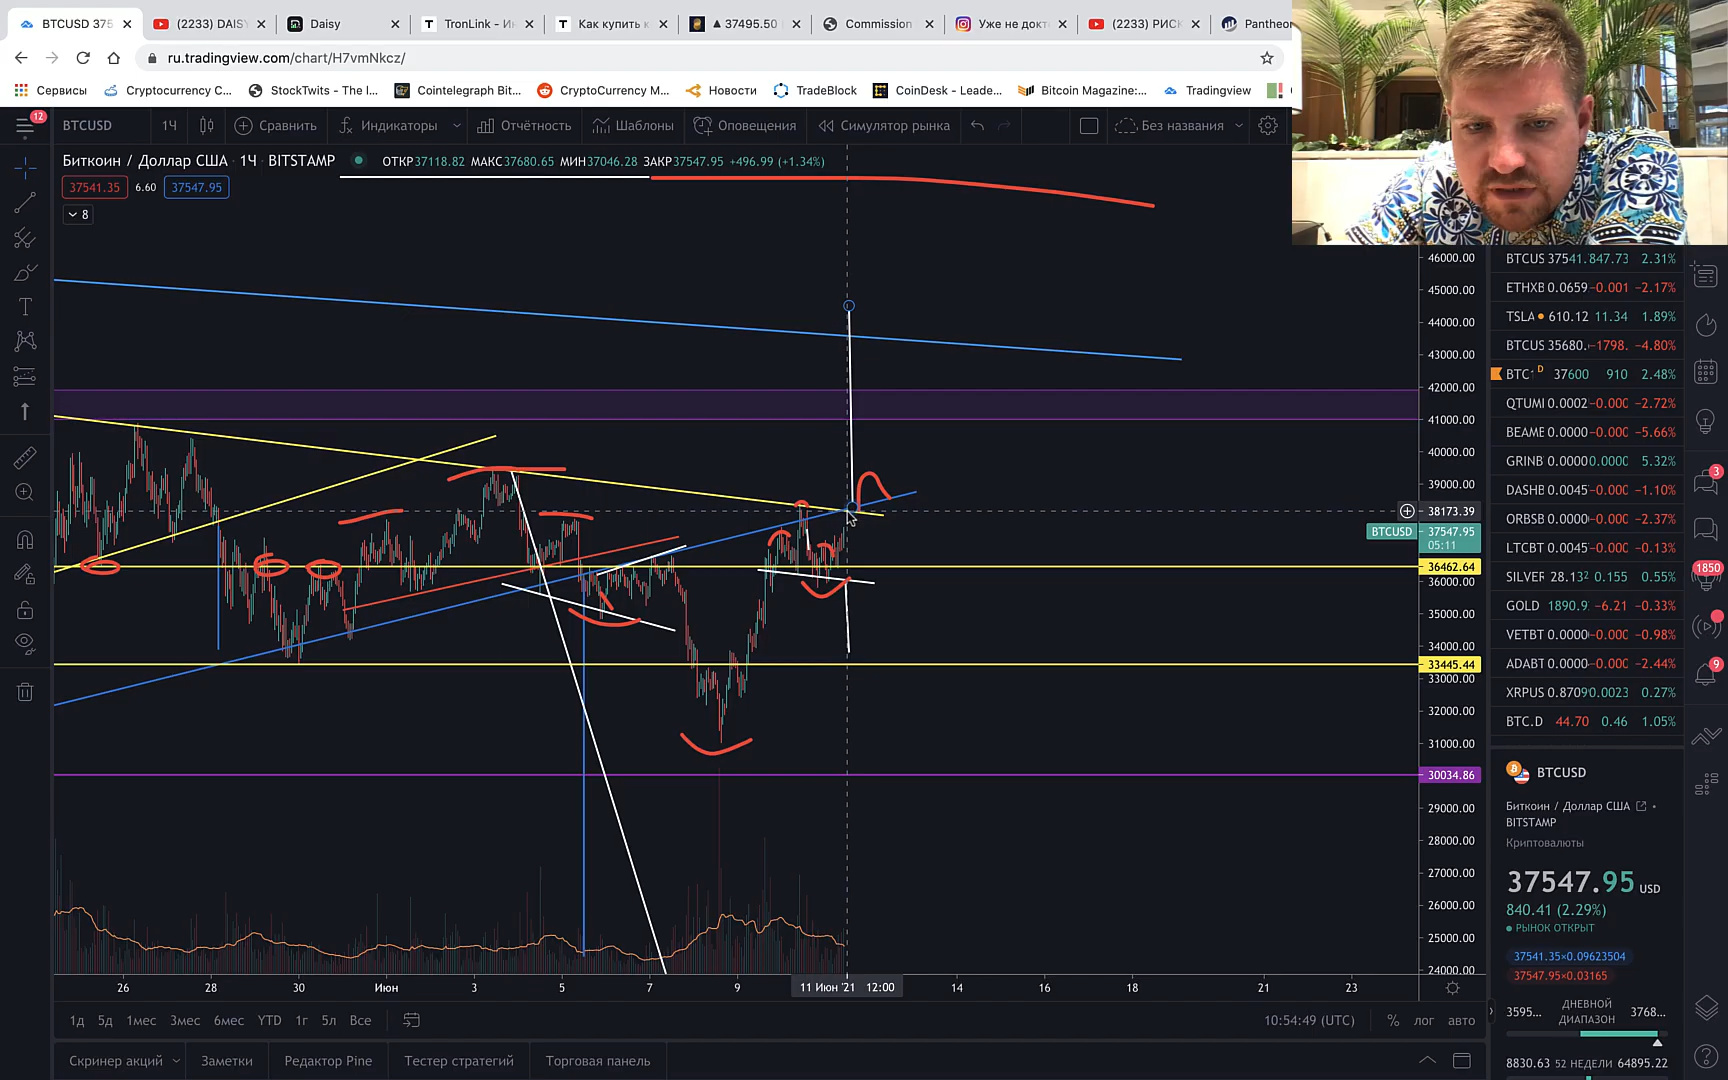 BTCUSD 375
(2233) DAIS
Daisy
TronLink - И
Как купить к
▲ 37495.50
Commission
Уже не докт
(2233) РИСК
Pantheo
ru.tradingview.com/chart/H7vmNkcz/
Сервисы
Cryptocurrency C...
StockTwits - The I...
Cointelegraph Bit...
CryptoCurrency M...
Новости
TradeBlock
CoinDesk - Leade...
Bitcoin Magazine:...
Tradingview
12
BTCUSD
1Ч
Сравнить
Индикаторы
Отчётность
Шаблоны
Оповещения
Симулятор рынка
Без названия
Биткоин / Доллар США · 1Ч · BITSTAMP
ОТКР37118.82 МАКС37680.65 МИН37046.28 ЗАКР37547.95 +496.99 (+1.34%)
37541.35 6.60 37547.95
8
46000.00
45000.00
44000.00
43000.00
42000.00
41000.00
40000.00
39000.00
38173.39
BTCUSD 37547.95
05:11
36462.64
36000.00
35000.00
34000.00
33445.44
33000.00
32000.00
31000.00
30034.86
29000.00
28000.00
27000.00
26000.00
25000.00
24000.00
26 28 30 Июн 3 5 7 9 11 Июн '21 12:00 14 16 18 21 23
1д 5д 1мес 3мес 6мес YTD 1г 5л Все
10:54:49 (UTC) % лог авто
Скринер акций
Заметки
Редактор Pine
Тестер стратегий
Торговая панель
BTCUS 37541. 847.73 2.31%
ETHXB 0.0659 −0.001 −2.17%
TSLA 610.12 11.34 1.89%
BTCUS 35680. −1798. −4.80%
BTC1 D 37600 910 2.48%
QTUMI 0.0002 −0.000 −2.72%
BEAME 0.0000 −0.000 −5.66%
GRINB 0.0000 0.0000 5.32%
DASHB 0.0045 −0.000 −1.10%
ORBSB 0.0000 −0.000 −2.37%
LTCBT 0.0045 −0.000 −0.13%
SILVER 28.132 0.155 0.55%
GOLD 1890.9 −6.21 −0.33%
VETBT 0.0000 −0.000 −0.98%
ADABT 0.0000 −0.000 −2.44%
XRPUS 0.8709 0.0023 0.27%
BTC.D 44.70 0.46 1.05%
BTCUSD
Биткоин / Доллар США
BITSTAMP
Криптовалюты
37547.95 USD
840.41 (2.29%)
РЫНОК ОТКРЫТ
37541.35×0.09623504
37547.95×0.03165
3595... ДНЕВНОЙ ДИАПАЗОН 3768...
8830.63 52 НЕДЕЛИ 64895.22
3
1850
9